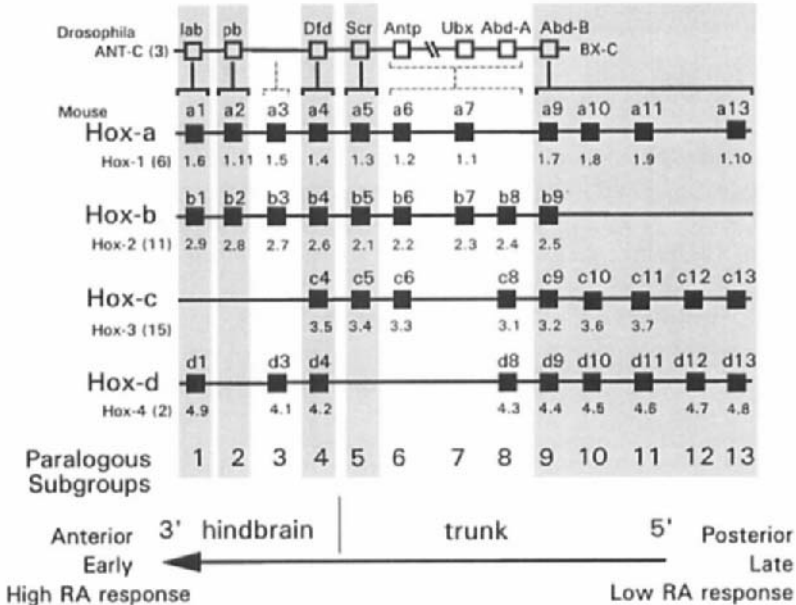 Drosophila lab pb Dfd Scr Antp Ubx Abd-A Abd-B
ANT-C (3) BX-C
Mouse a1 a2 a3 a4 a5 a6 a7 a9 a10 a11 a13
Hox-a
Hox-1 (6) 1.6 1.11 1.5 1.4 1.3 1.2 1.1 1.7 1.8 1.9 1.10
b1 b2 b3 b4 b5 b6 b7 b8 b9
Hox-b
Hox-2 (11) 2.9 2.8 2.7 2.6 2.1 2.2 2.3 2.4 2.5
c4 c5 c6 c8 c9 c10 c11 c12 c13
Hox-c
Hox-3 (15) 3.5 3.4 3.3 3.1 3.2 3.6 3.7
d1 d3 d4 d8 d9 d10 d11 d12 d13
Hox-d
Hox-4 (2) 4.9 4.1 4.2 4.3 4.4 4.5 4.6 4.7 4.8
Paralogous 1 2 3 4 5 6 7 8 9 10 11 12 13
Subgroups
3' hindbrain trunk 5'
Anterior Posterior
Early Late
High RA response Low RA response